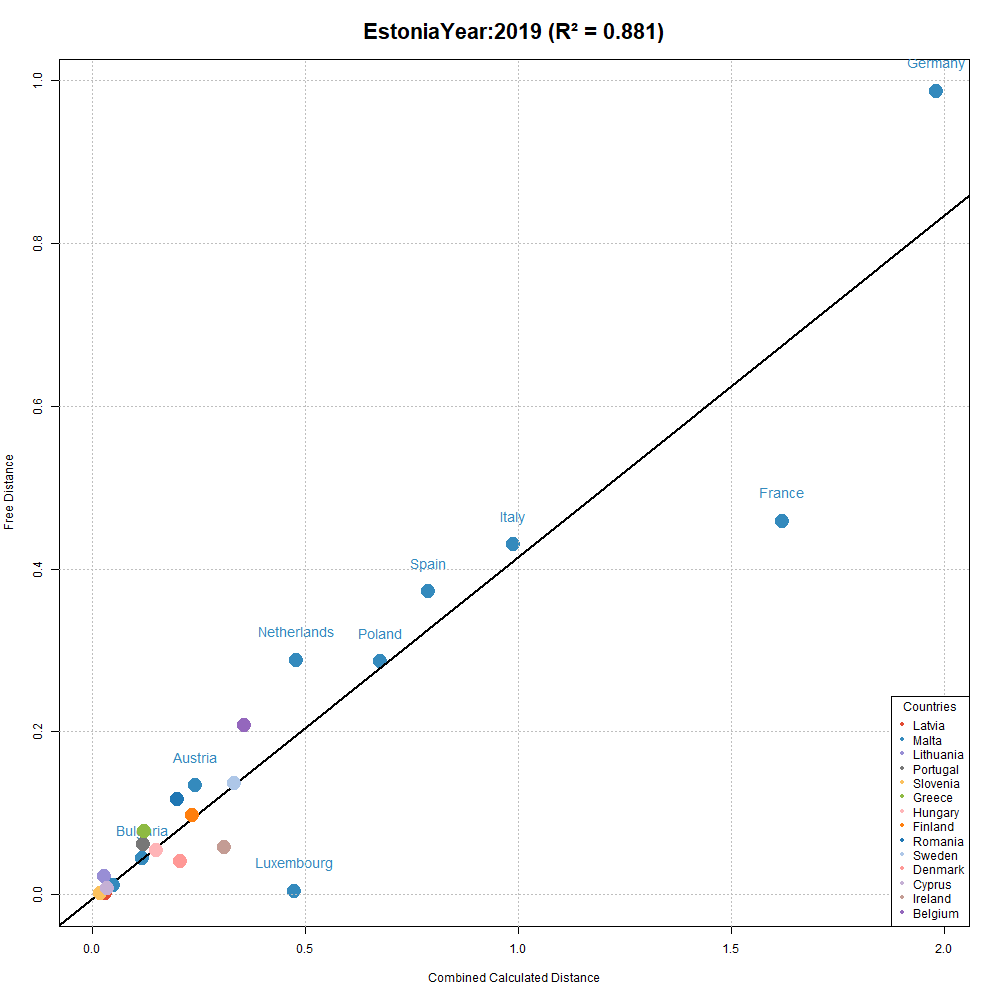 EstoniaYear:2019 (R² = 0.881)
Germany
France
Italy
Spain
Netherlands
Poland
Austria
Bulgaria
Luxembourg
Free Distance
1.0
0.8
0.6
0.4
0.2
0.0
Countries
Latvia
Malta
Lithuania
Portugal
Slovenia
Greece
Hungary
Finland
Romania
Sweden
Denmark
Cyprus
Ireland
Belgium
0.0 0.5 1.0 1.5 2.0
Combined Calculated Distance